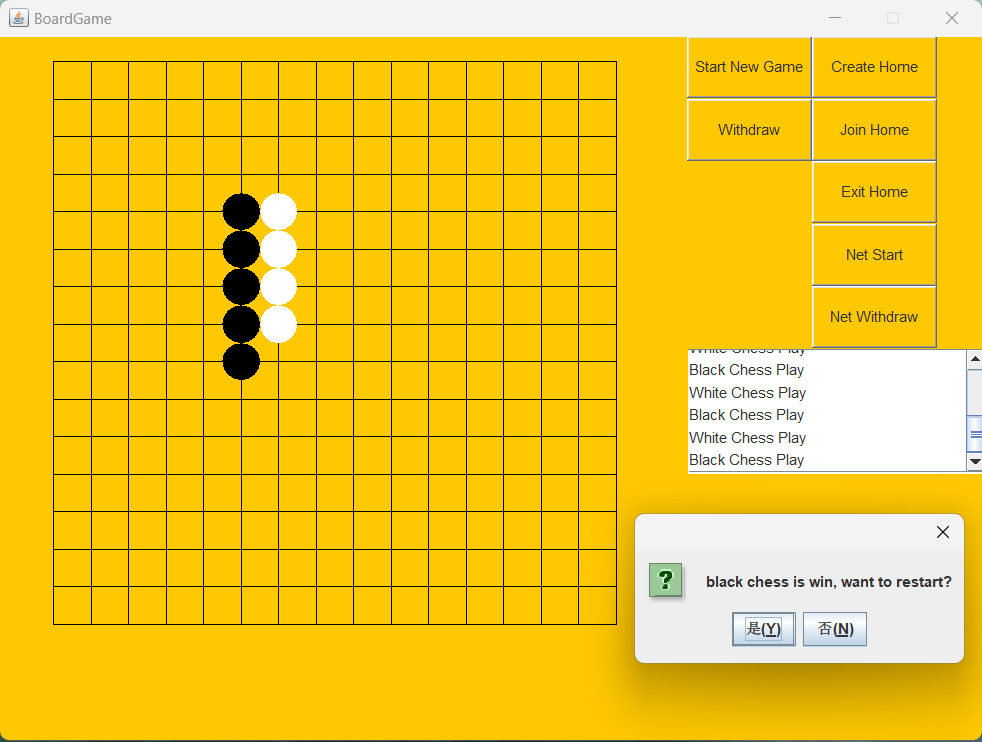 BoardGame
Start New Game
Create Home
Withdraw
Join Home
Exit Home
Net Start
Net Withdraw
White Chess Play
Black Chess Play
White Chess Play
Black Chess Play
White Chess Play
Black Chess Play
?
black chess is win, want to restart?
是(Y)
否(N)